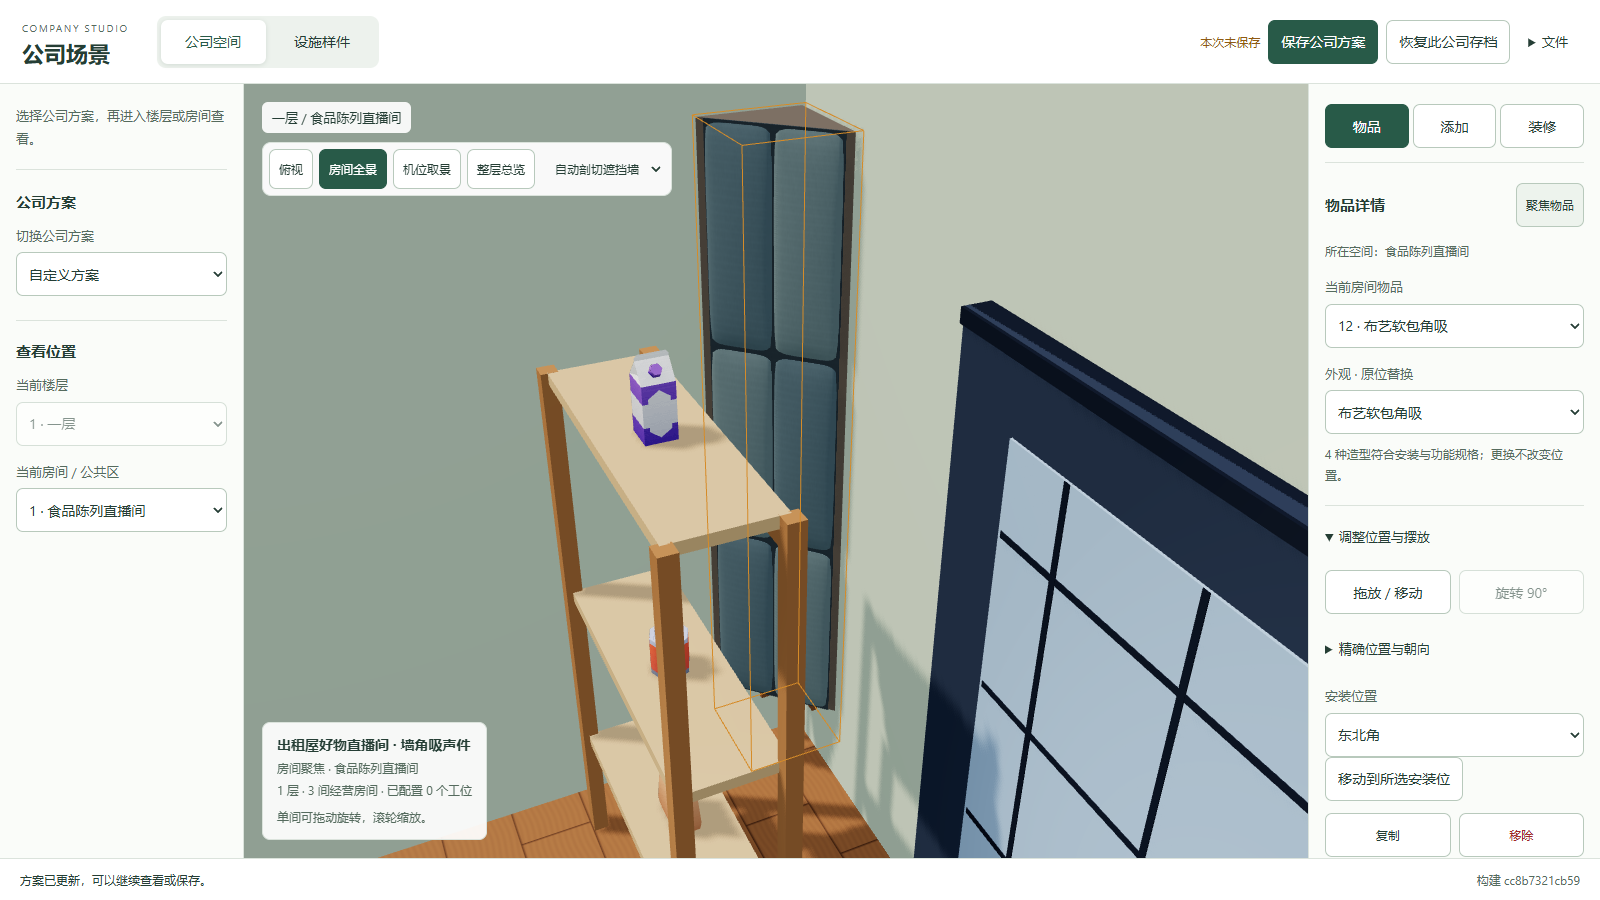 COMPANY STUDIO
公司场景
公司空间
设施样件
本次未保存
保存公司方案
恢复此公司存档
▶ 文件
选择公司方案，再进入楼层或房间查
看。
公司方案
切换公司方案
自定义方案
查看位置
当前楼层
1 · 一层
当前房间 / 公共区
1 · 食品陈列直播间
一层 / 食品陈列直播间
俯视
房间全景
机位取景
整层总览
自动剖切遮挡墙
出租屋好物直播间 · 墙角吸声件
房间聚焦 · 食品陈列直播间
1 层 · 3 间经营房间 · 已配置 0 个工位
单间可拖动旋转，滚轮缩放。
物品
添加
装修
物品详情
聚焦物品
所在空间：食品陈列直播间
当前房间物品
12 · 布艺软包角吸
外观 · 原位替换
布艺软包角吸
4 种造型符合安装与功能规格；更换不改变位
置。
▼ 调整位置与摆放
拖放 / 移动
旋转 90°
▶ 精确位置与朝向
安装位置
东北角
移动到所选安装位
复制
移除
方案已更新，可以继续查看或保存。
构建 cc8b7321cb59